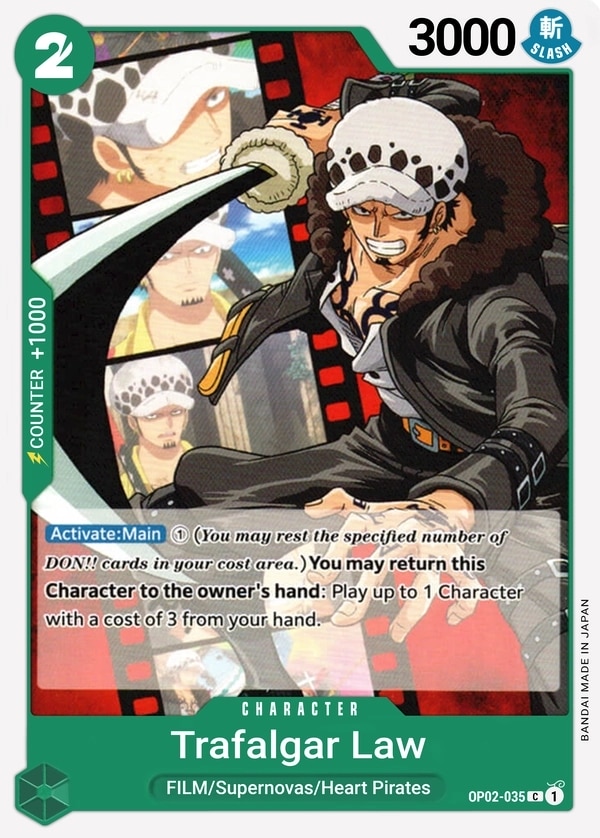 2
3000
斬
SLASH
COUNTER +1000
Activate:Main ① (You may rest the specified number of
DON!! cards in your cost area.) You may return this
Character to the owner's hand: Play up to 1 Character
with a cost of 3 from your hand.
BANDAI MADE IN JAPAN
CHARACTER
Trafalgar Law
FILM/Supernovas/Heart Pirates
OP02-035 C 1